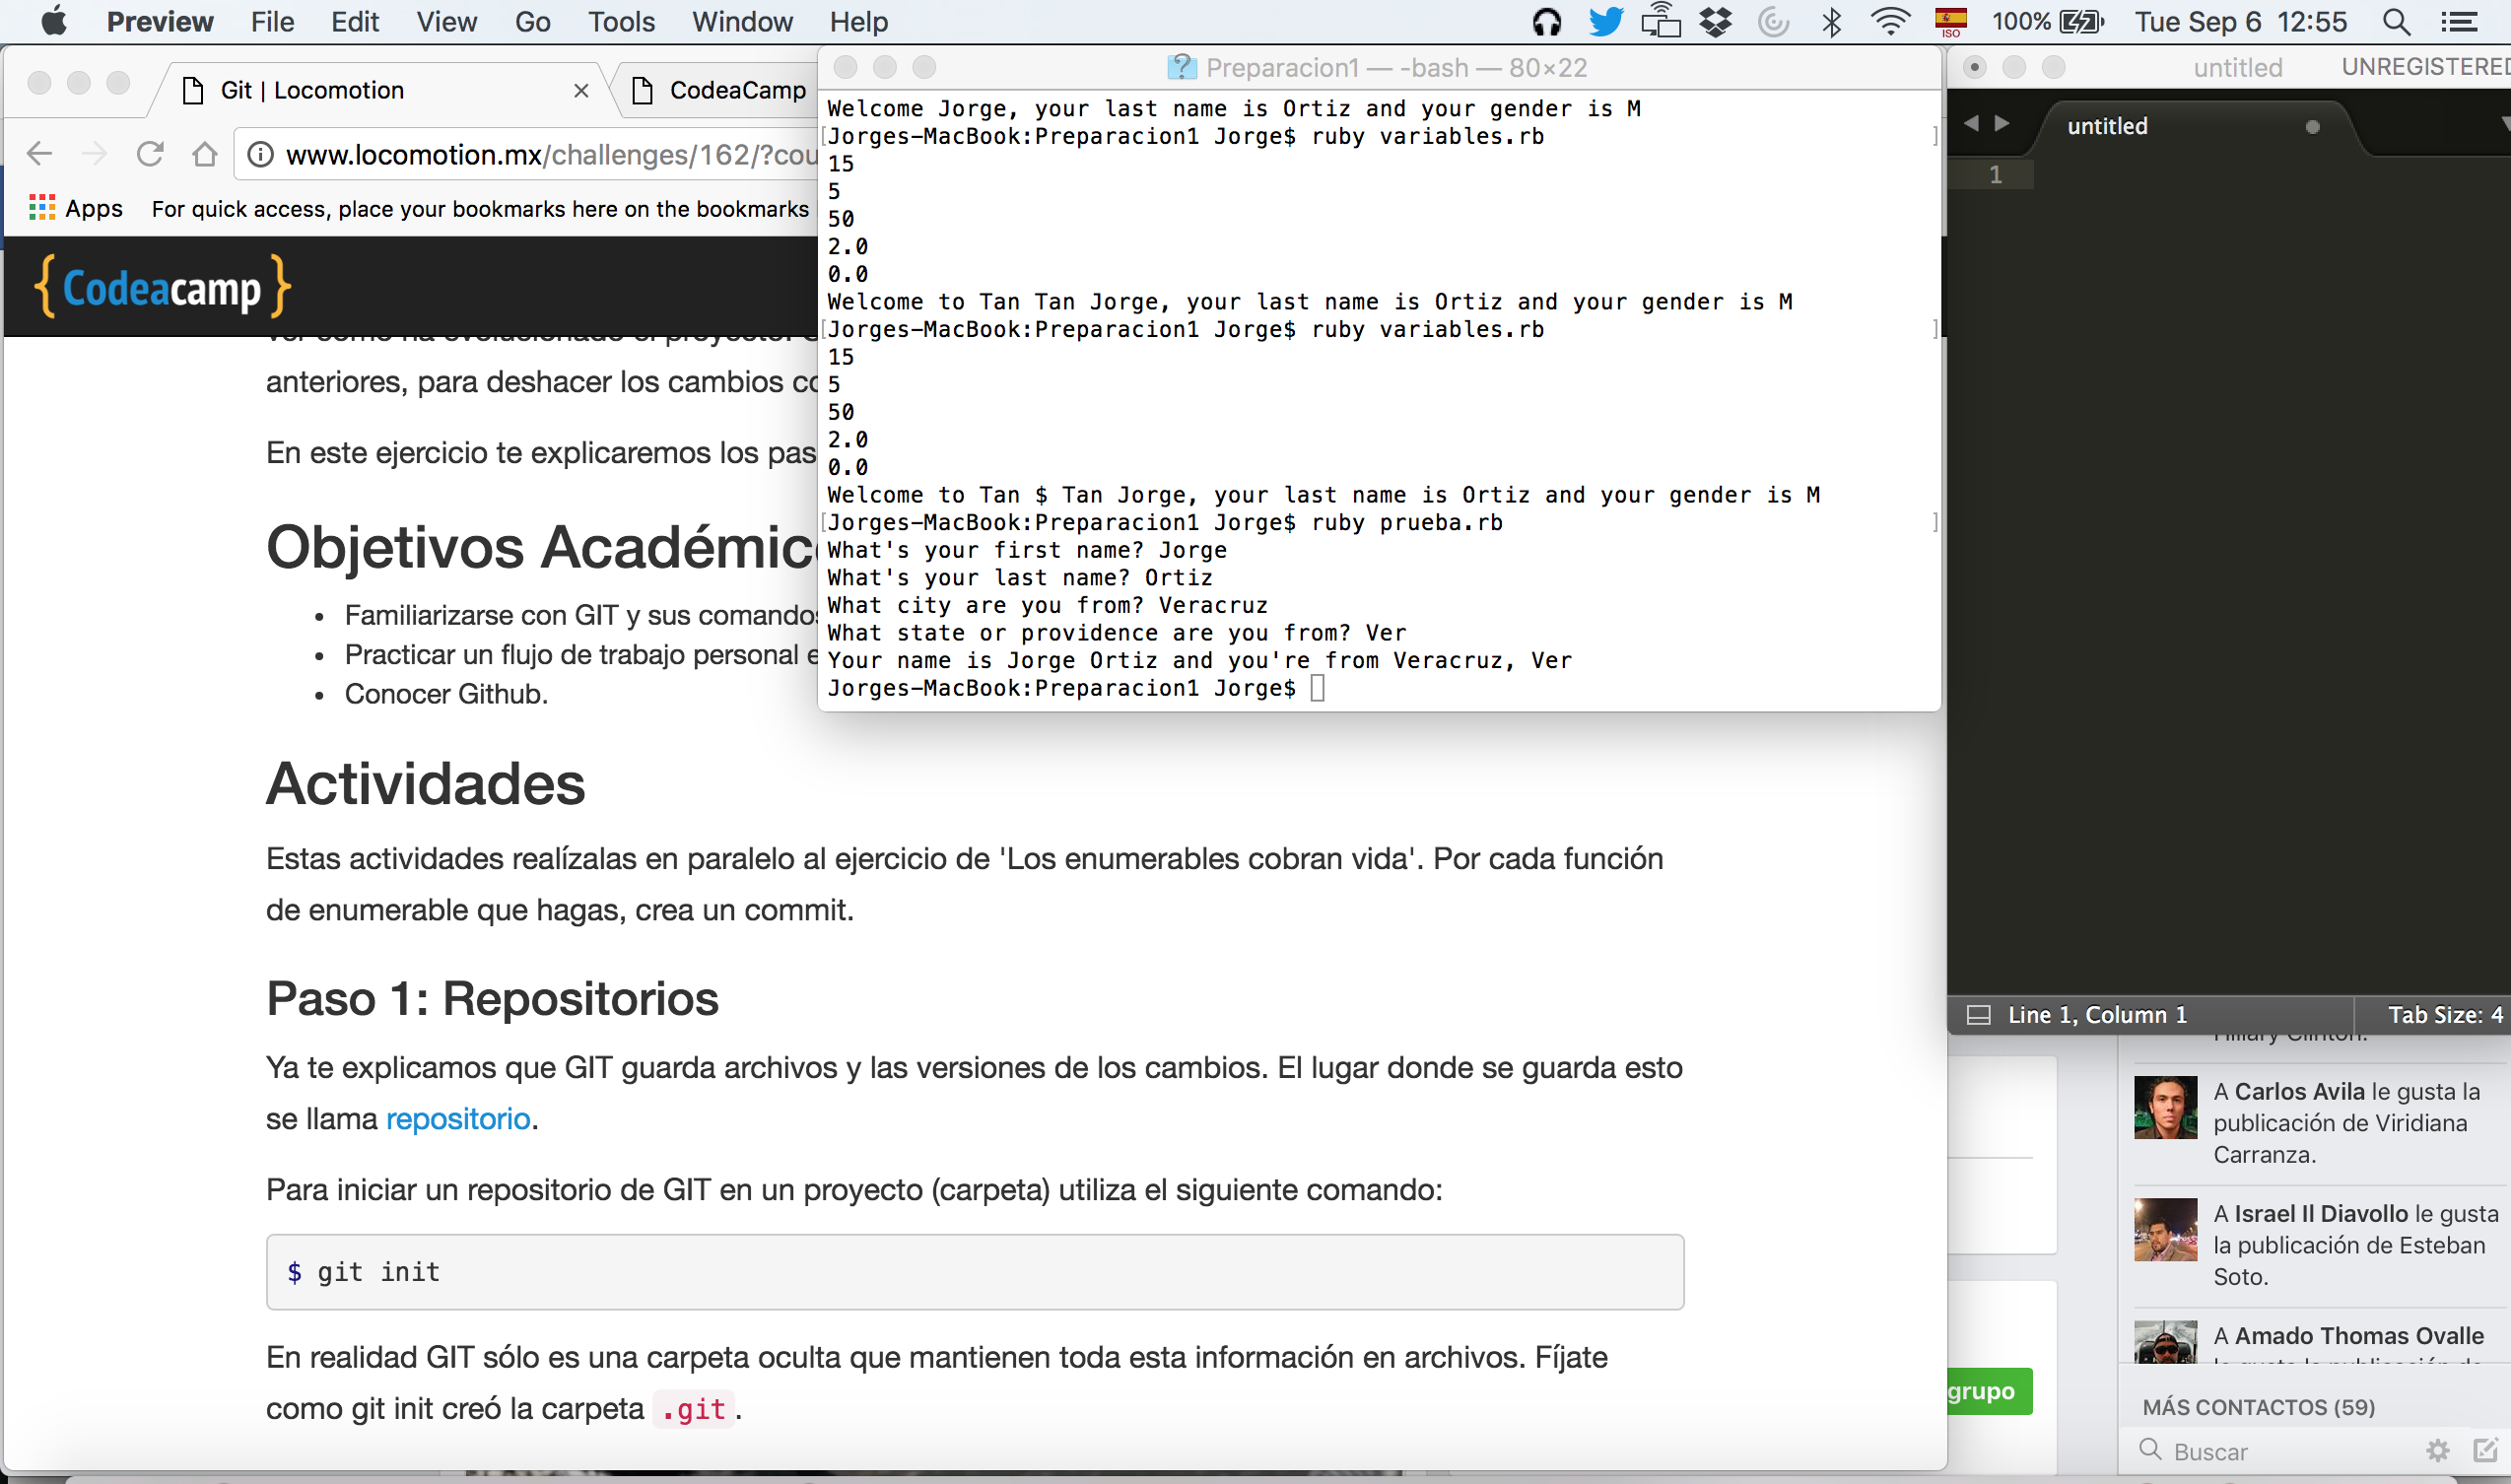 Preview File Edit View Go Tools Window Help
ISO 100% Tue Sep 6 12:55
Git | Locomotion
CodeaCamp
www.locomotion.mx/challenges/162/?cou
Apps For quick access, place your bookmarks here on the bookmarks
{Codeacamp}
anteriores, para deshacer los cambios
En este ejercicio te explicaremos los pas
Objetivos Académic
Familiarizarse con GIT y sus comandos
Practicar un flujo de trabajo personal e
Conocer Github.
Actividades
Estas actividades realízalas en paralelo al ejercicio de 'Los enumerables cobran vida'. Por cada función
de enumerable que hagas, crea un commit.
Paso 1: Repositorios
Ya te explicamos que GIT guarda archivos y las versiones de los cambios. El lugar donde se guarda esto
se llama repositorio.
Para iniciar un repositorio de GIT en un proyecto (carpeta) utiliza el siguiente comando:
$ git init
En realidad GIT sólo es una carpeta oculta que mantienen toda esta información en archivos. Fíjate
como git init creó la carpeta .git.
Preparacion1 — -bash — 80×22
Welcome Jorge, your last name is Ortiz and your gender is M
[Jorges-MacBook:Preparacion1 Jorge$ ruby variables.rb ]
15
5
50
2.0
0.0
Welcome to Tan Tan Jorge, your last name is Ortiz and your gender is M
[Jorges-MacBook:Preparacion1 Jorge$ ruby variables.rb ]
15
5
50
2.0
0.0
Welcome to Tan $ Tan Jorge, your last name is Ortiz and your gender is M
[Jorges-MacBook:Preparacion1 Jorge$ ruby prueba.rb ]
What's your first name? Jorge
What's your last name? Ortiz
What city are you from? Veracruz
What state or providence are you from? Ver
Your name is Jorge Ortiz and you're from Veracruz, Ver
Jorges-MacBook:Preparacion1 Jorge$
untitled UNREGISTERED
untitled
1
Line 1, Column 1 Tab Size: 4
Hillary Clinton.
A Carlos Avila le gusta la
publicación de Viridiana
Carranza.
A Israel Il Diavollo le gusta
la publicación de Esteban
Soto.
A Amado Thomas Ovalle
grupo
MÁS CONTACTOS (59)
Buscar